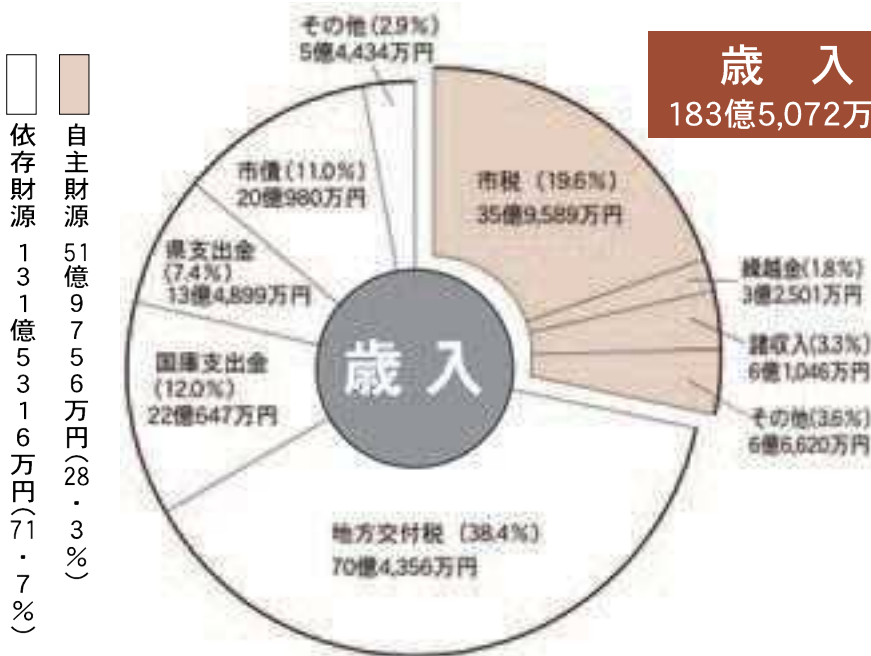 歳 入
183億5,072万
その他(2.9%)
5億4,434万円
市債(11.0%)
20億980万円
県支出金
(7.4%)
13億4,899万円
国庫支出金
(12.0%)
22億647万円
地方交付税 (38.4%)
70億4,356万円
市税 (19.6%)
35億9,589万円
繰越金(1.8%)
3億2,501万円
諸収入(3.3%)
6億1,046万円
その他(3.6%)
6億6,620万円
歳入
自主財源 51億9756万円(28・3%)
依存財源 131億5316万円(71・7%)